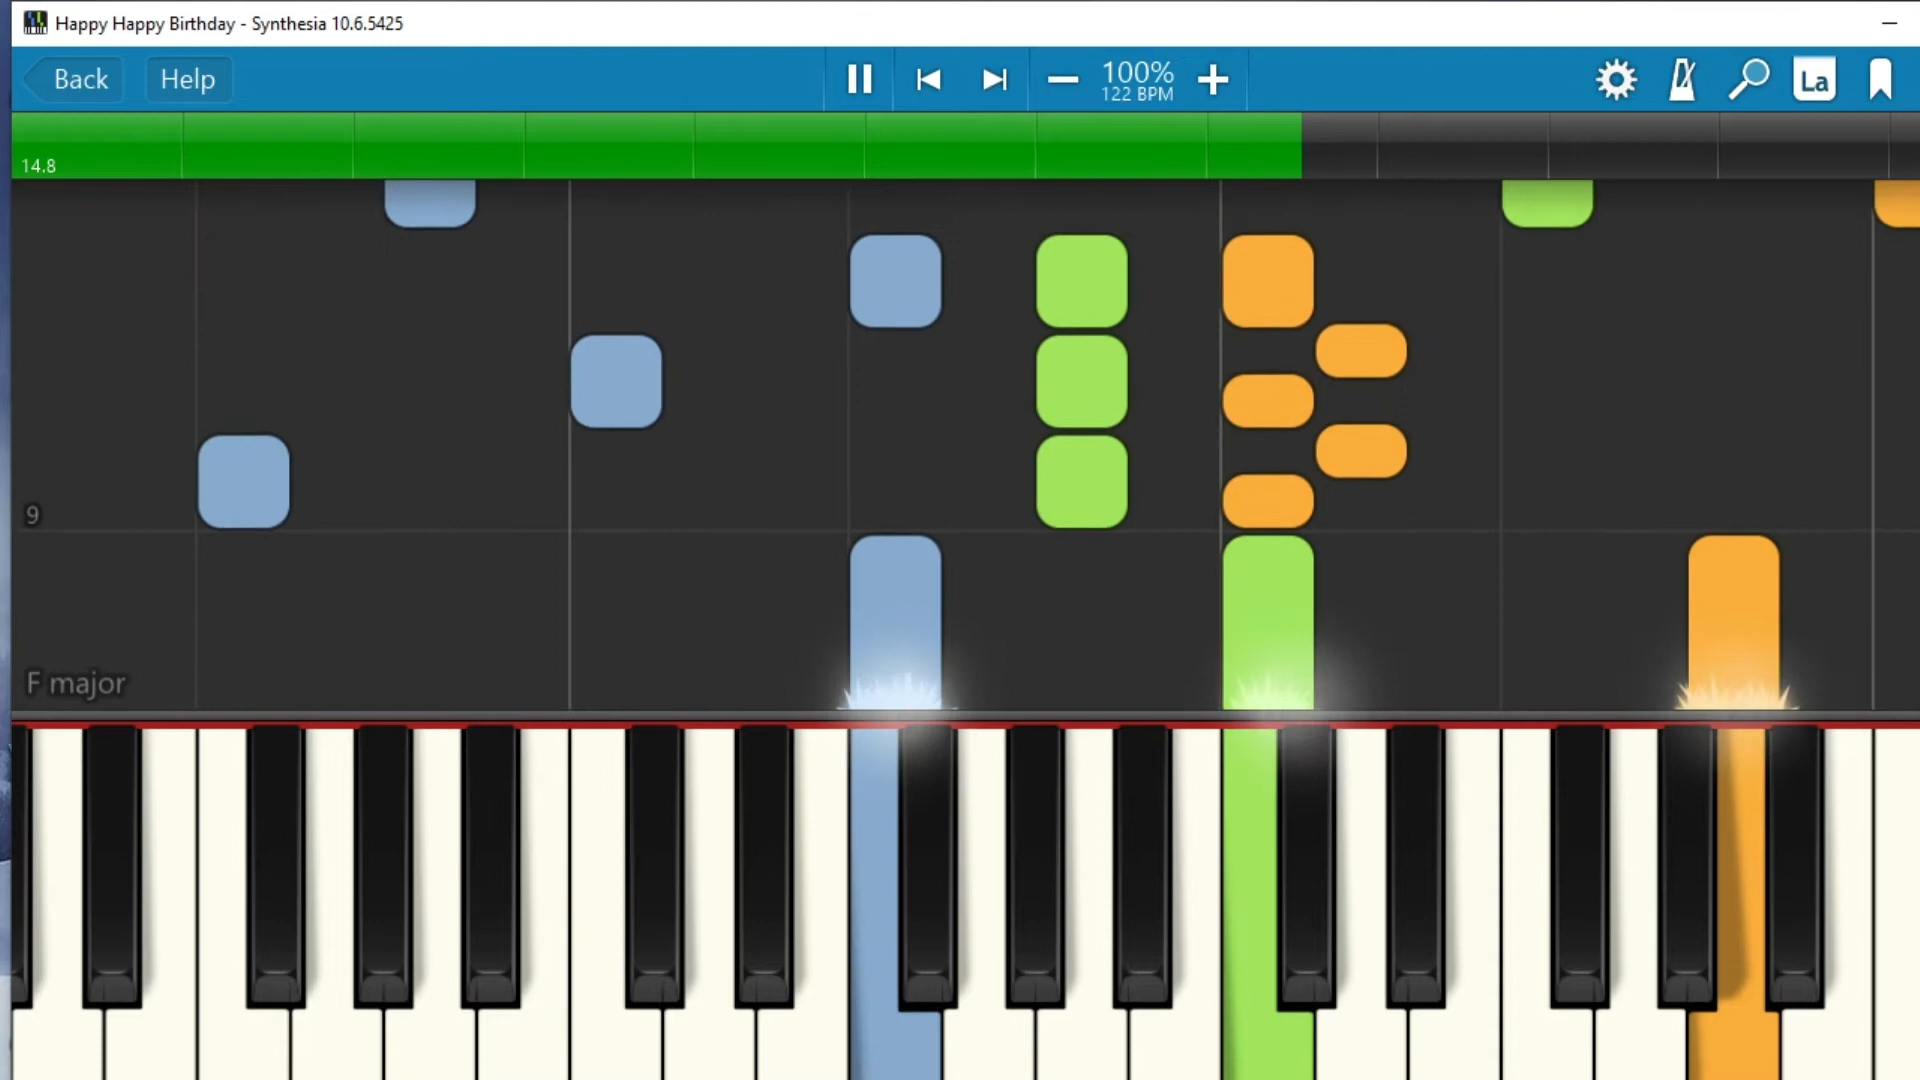 Happy Happy Birthday - Synthesia 10.6.5425
Back
Help
100%
122 BPM
La
14.8
9
F major